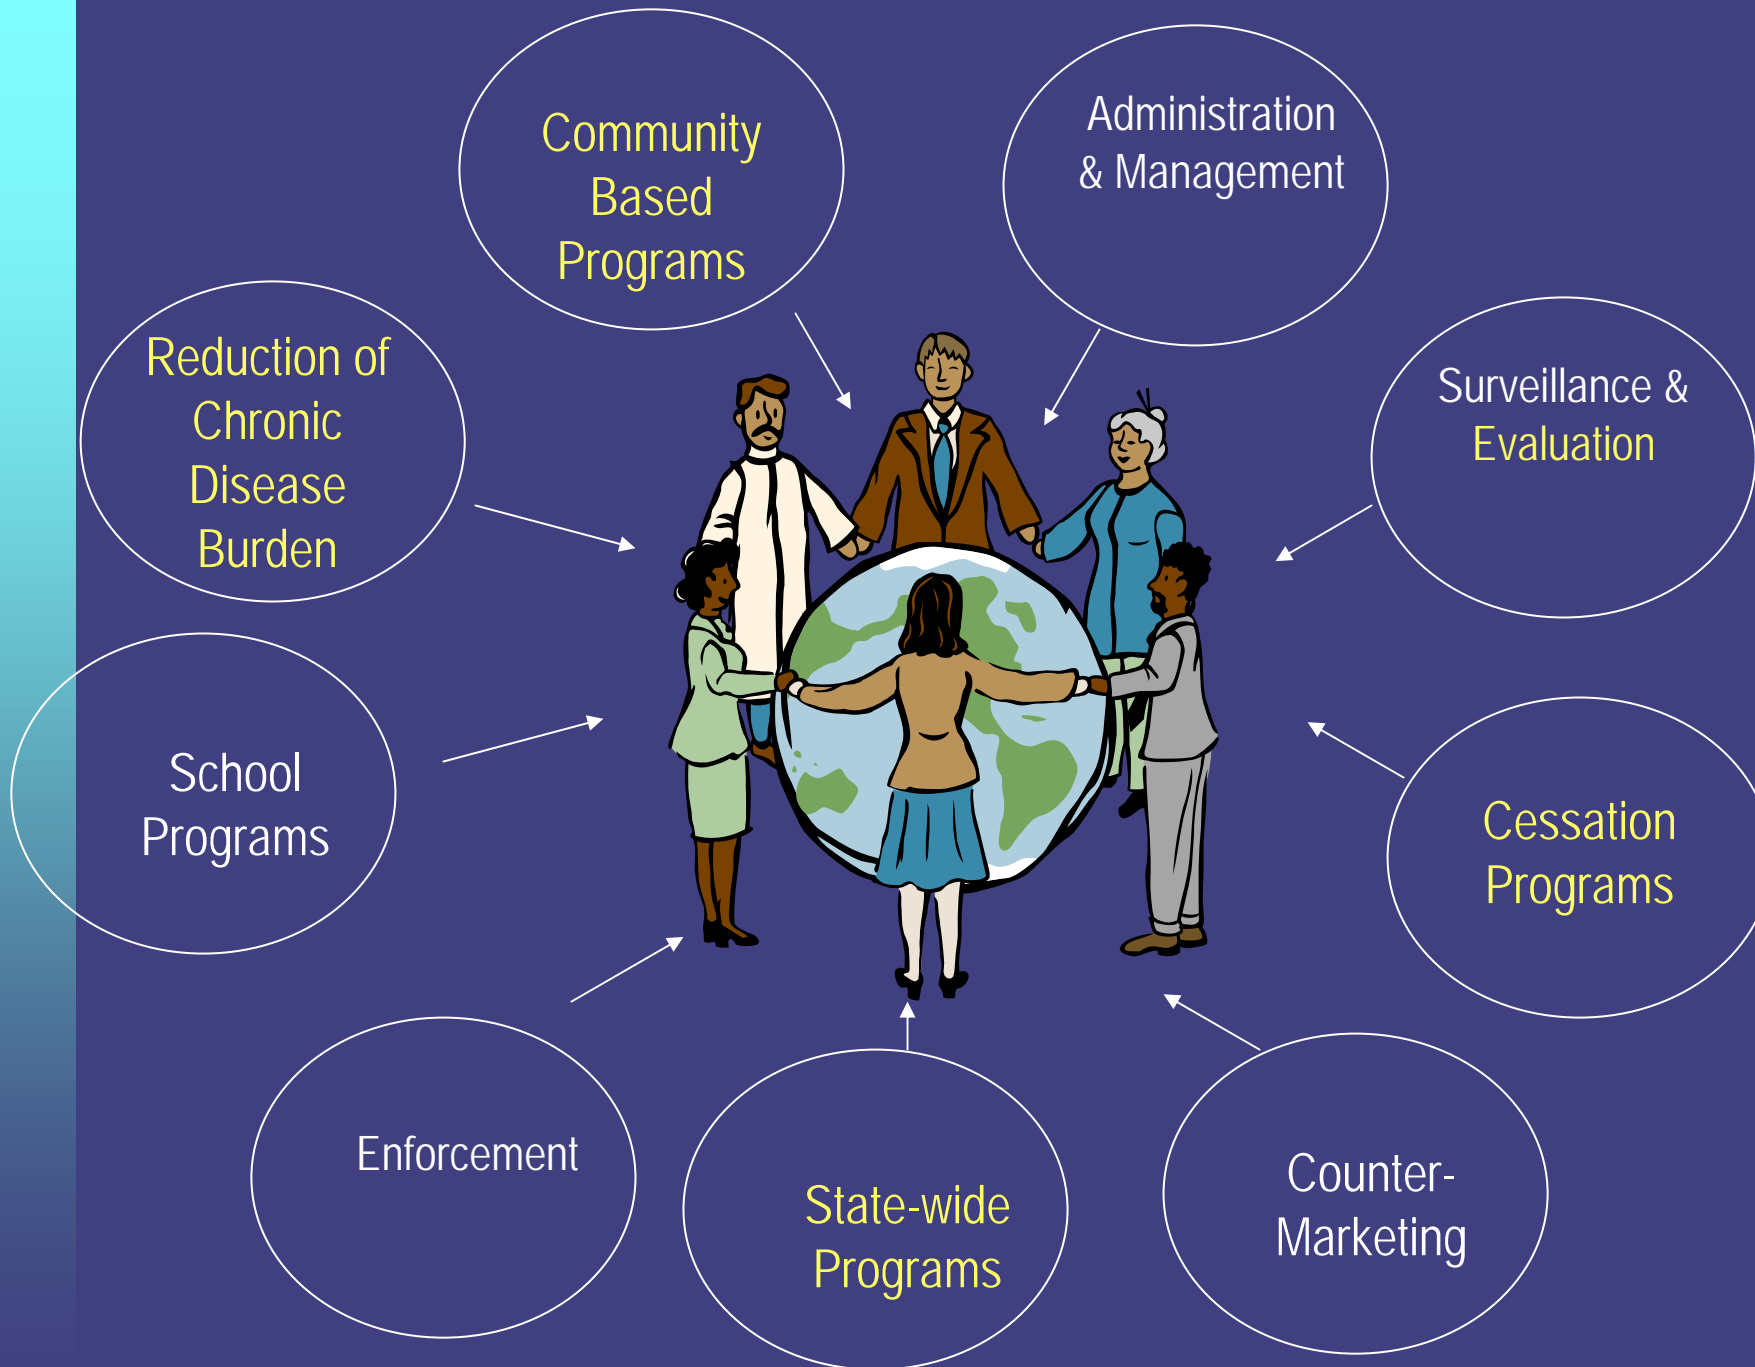 Community
Based
Programs
Administration
& Management
Reduction of
Chronic
Disease
Burden
Surveillance &
Evaluation
School
Programs
Cessation
Programs
Enforcement
State-wide
Programs
Counter-
Marketing